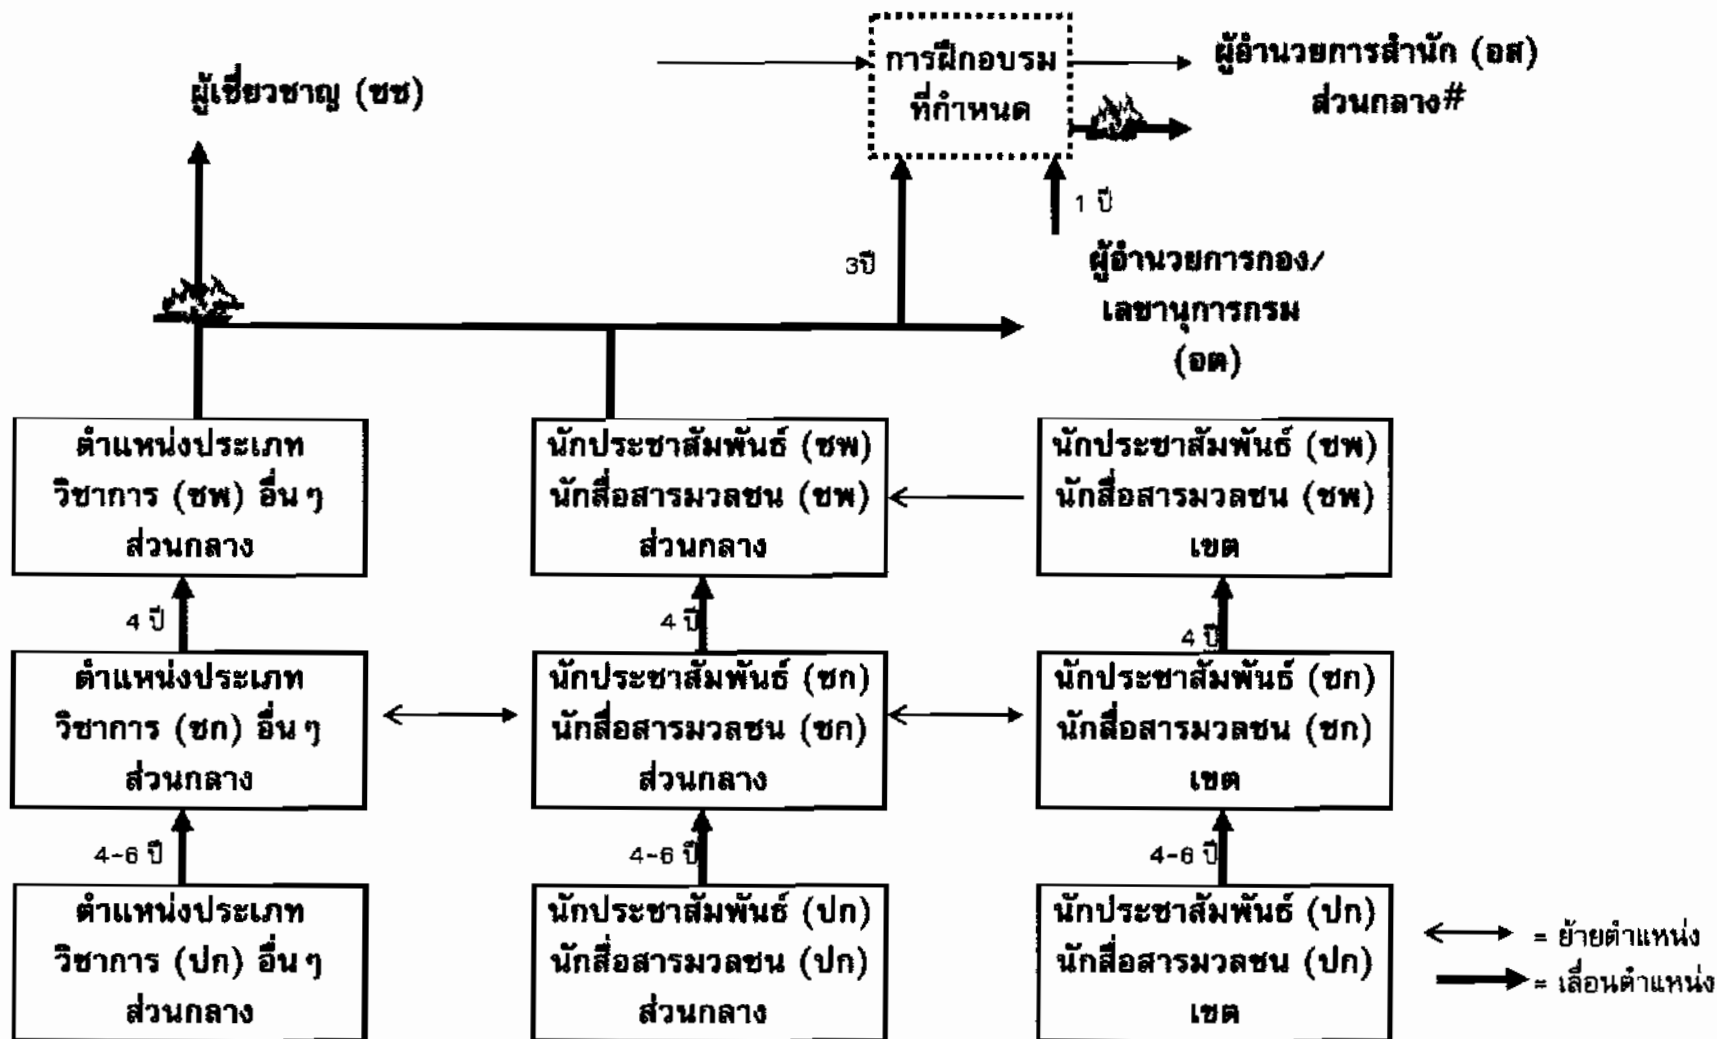 การฝึกอบรม
ที่กำหนด
ผู้อำนวยการสำนัก (อส)
ส่วนกลาง#
ผู้เชี่ยวชาญ (ชช)
1 ปี
3ปี
ผู้อำนวยการกอง/
เลขานุการกรม
(อต)
ตำแหน่งประเภท
วิชาการ (ชพ) อื่น ๆ
ส่วนกลาง
นักประชาสัมพันธ์ (ชพ)
นักสื่อสารมวลชน (ชพ)
ส่วนกลาง
นักประชาสัมพันธ์ (ชพ)
นักสื่อสารมวลชน (ชพ)
เขต
4 ปี
4 ปี
4 ปี
ตำแหน่งประเภท
วิชาการ (ชก) อื่น ๆ
ส่วนกลาง
นักประชาสัมพันธ์ (ชก)
นักสื่อสารมวลชน (ชก)
ส่วนกลาง
นักประชาสัมพันธ์ (ชก)
นักสื่อสารมวลชน (ชก)
เขต
4-6 ปี
4-6 ปี
4-6 ปี
ตำแหน่งประเภท
วิชาการ (ปก) อื่น ๆ
ส่วนกลาง
นักประชาสัมพันธ์ (ปก)
นักสื่อสารมวลชน (ปก)
ส่วนกลาง
นักประชาสัมพันธ์ (ปก)
นักสื่อสารมวลชน (ปก)
เขต
= ย้ายตำแหน่ง
= เลื่อนตำแหน่ง